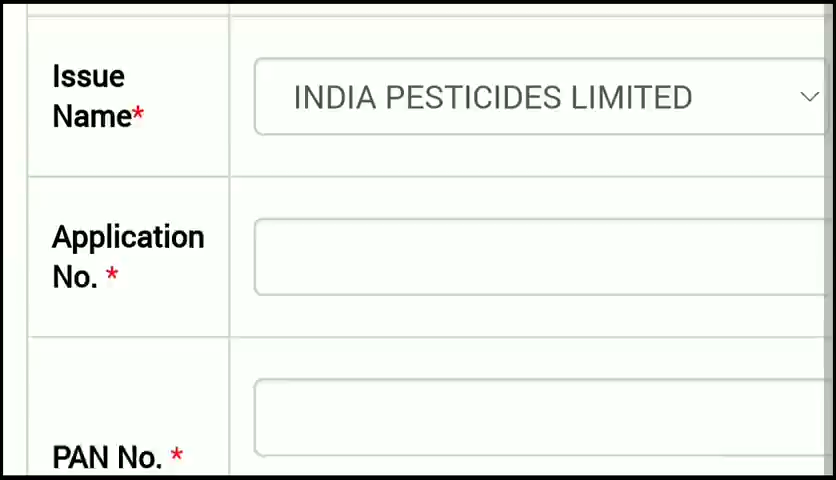 Issue
Name*
INDIA PESTICIDES LIMITED
Application
No. *
PAN No. *